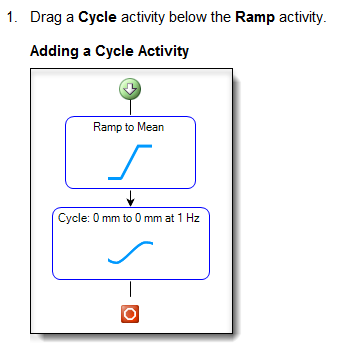 1. Drag a Cycle activity below the Ramp activity.
Adding a Cycle Activity
Ramp to Mean
Cycle: 0 mm to 0 mm at 1 Hz